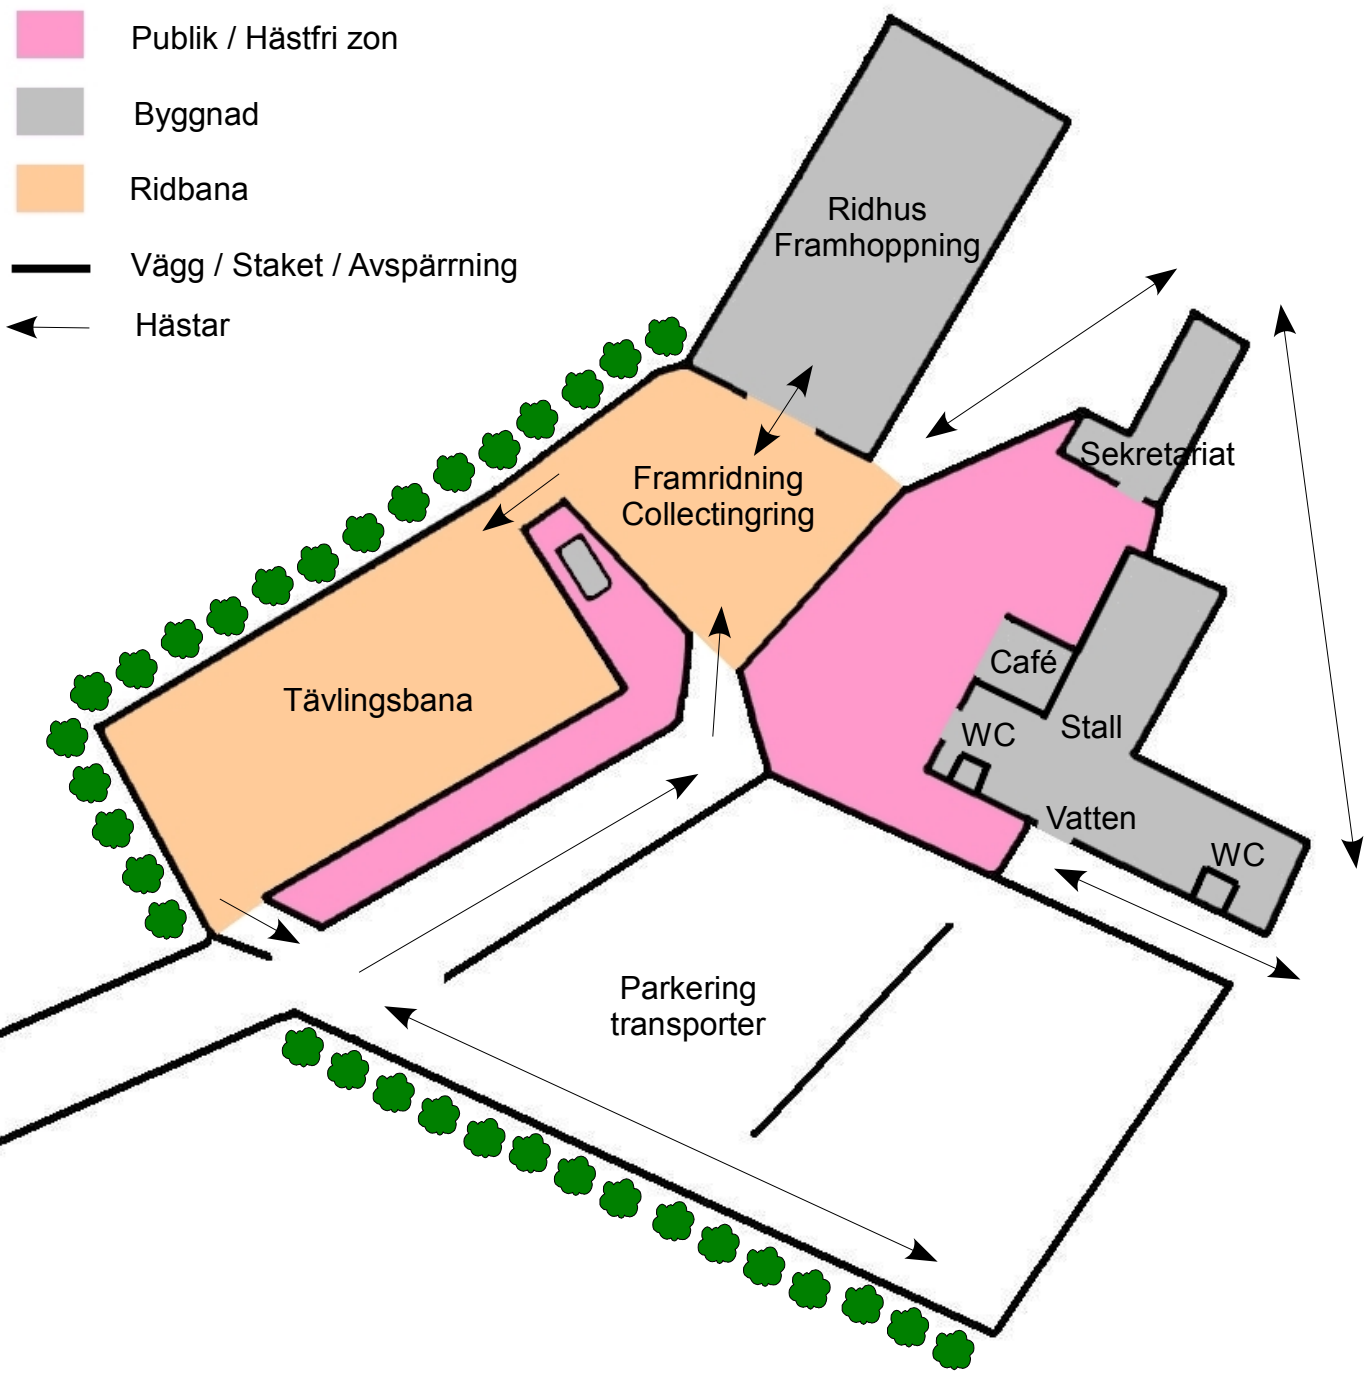 Publik / Hästfri zon
Byggnad
Ridbana
Vägg / Staket / Avspärrning
Hästar
Ridhus
Framhoppning
Sekretariat
Framridning
Collectingring
Café
Tävlingsbana
WC
Stall
Vatten
WC
Parkering
transporter